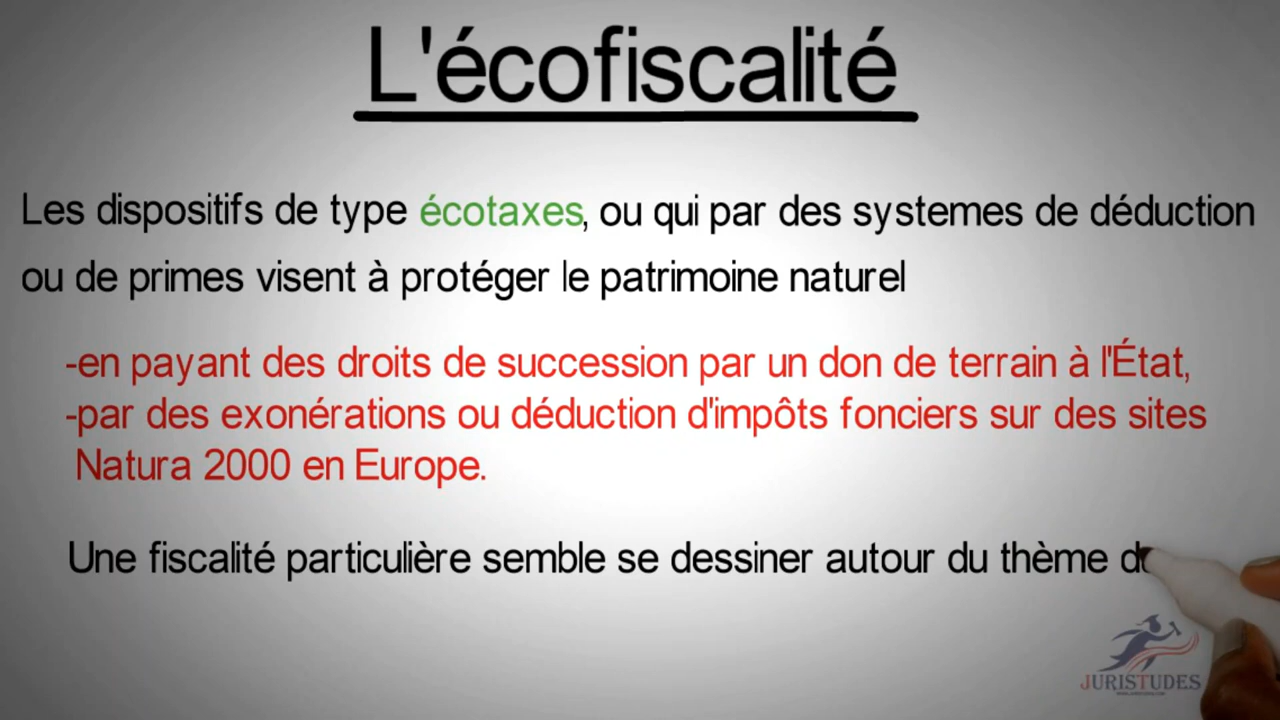 L'écofiscalité
Les dispositifs de type écotaxes, ou qui par des systemes de déduction
ou de primes visent à protéger le patrimoine naturel
-en payant des droits de succession par un don de terrain à l'État,
-par des exonérations ou déduction d'impôts fonciers sur des sites
Natura 2000 en Europe.
Une fiscalité particulière semble se dessiner autour du thème
JURISTUDES